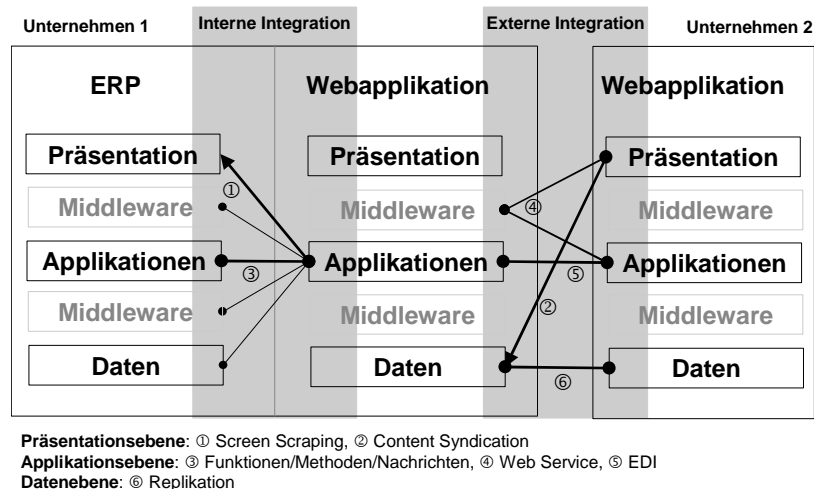 Unternehmen 1 Interne Integration Externe Integration Unternehmen 2
ERP Webapplikation Webapplikation
Präsentation Präsentation Präsentation
①
Middleware Middleware ④ Middleware
Applikationen Applikationen Applikationen
③ ⑤
Middleware Middleware ② Middleware
Daten Daten Daten
⑥
Präsentationsebene: ① Screen Scraping, ② Content Syndication
Applikationsebene: ③ Funktionen/Methoden/Nachrichten, ④ Web Service, ⑤ EDI
Datenebene: ⑥ Replikation